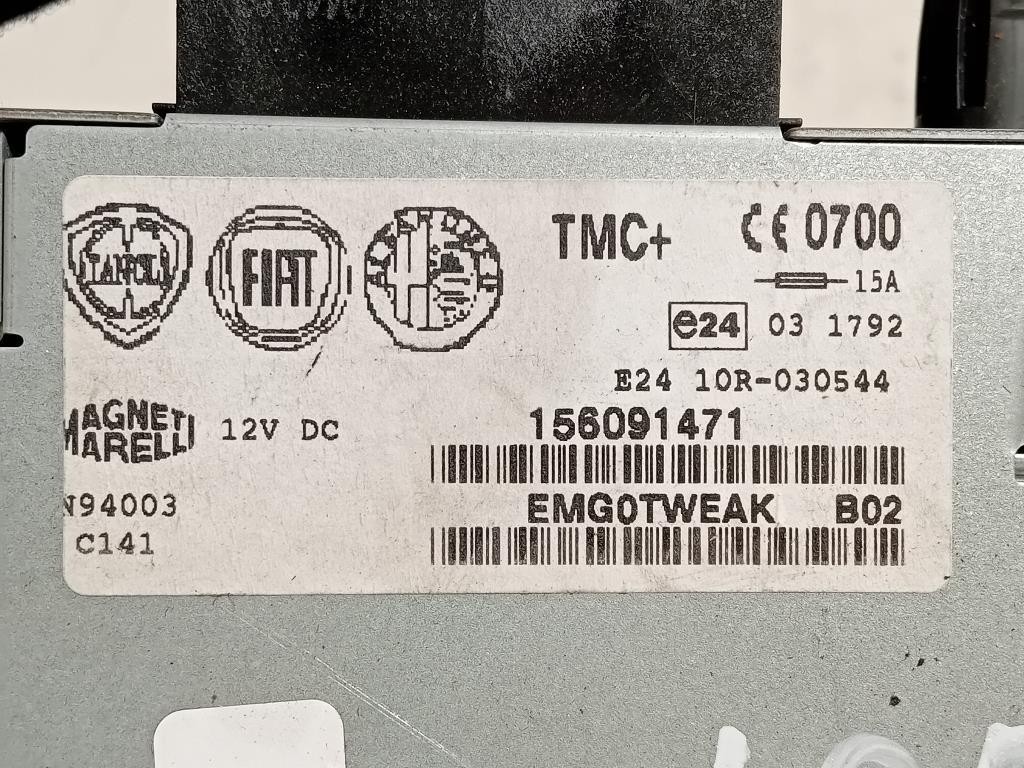 FIAT
TMC+
CE 0700
15A
e24 03 1792
E24 10R-030544
MAGNETI
MARELLI
12V DC
156091471
EMG0TWEAK B02
N94003
C141